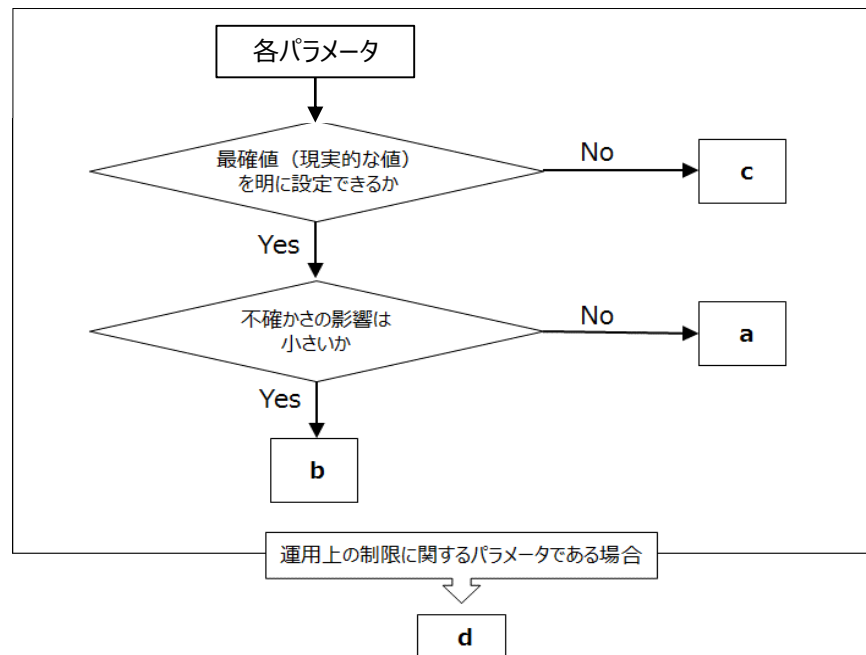 各パラメータ
最確値（現実的な値）
を明に設定できるか
No
c
Yes
不確かさの影響は
小さいか
No
a
Yes
b
運用上の制限に関するパラメータである場合
d